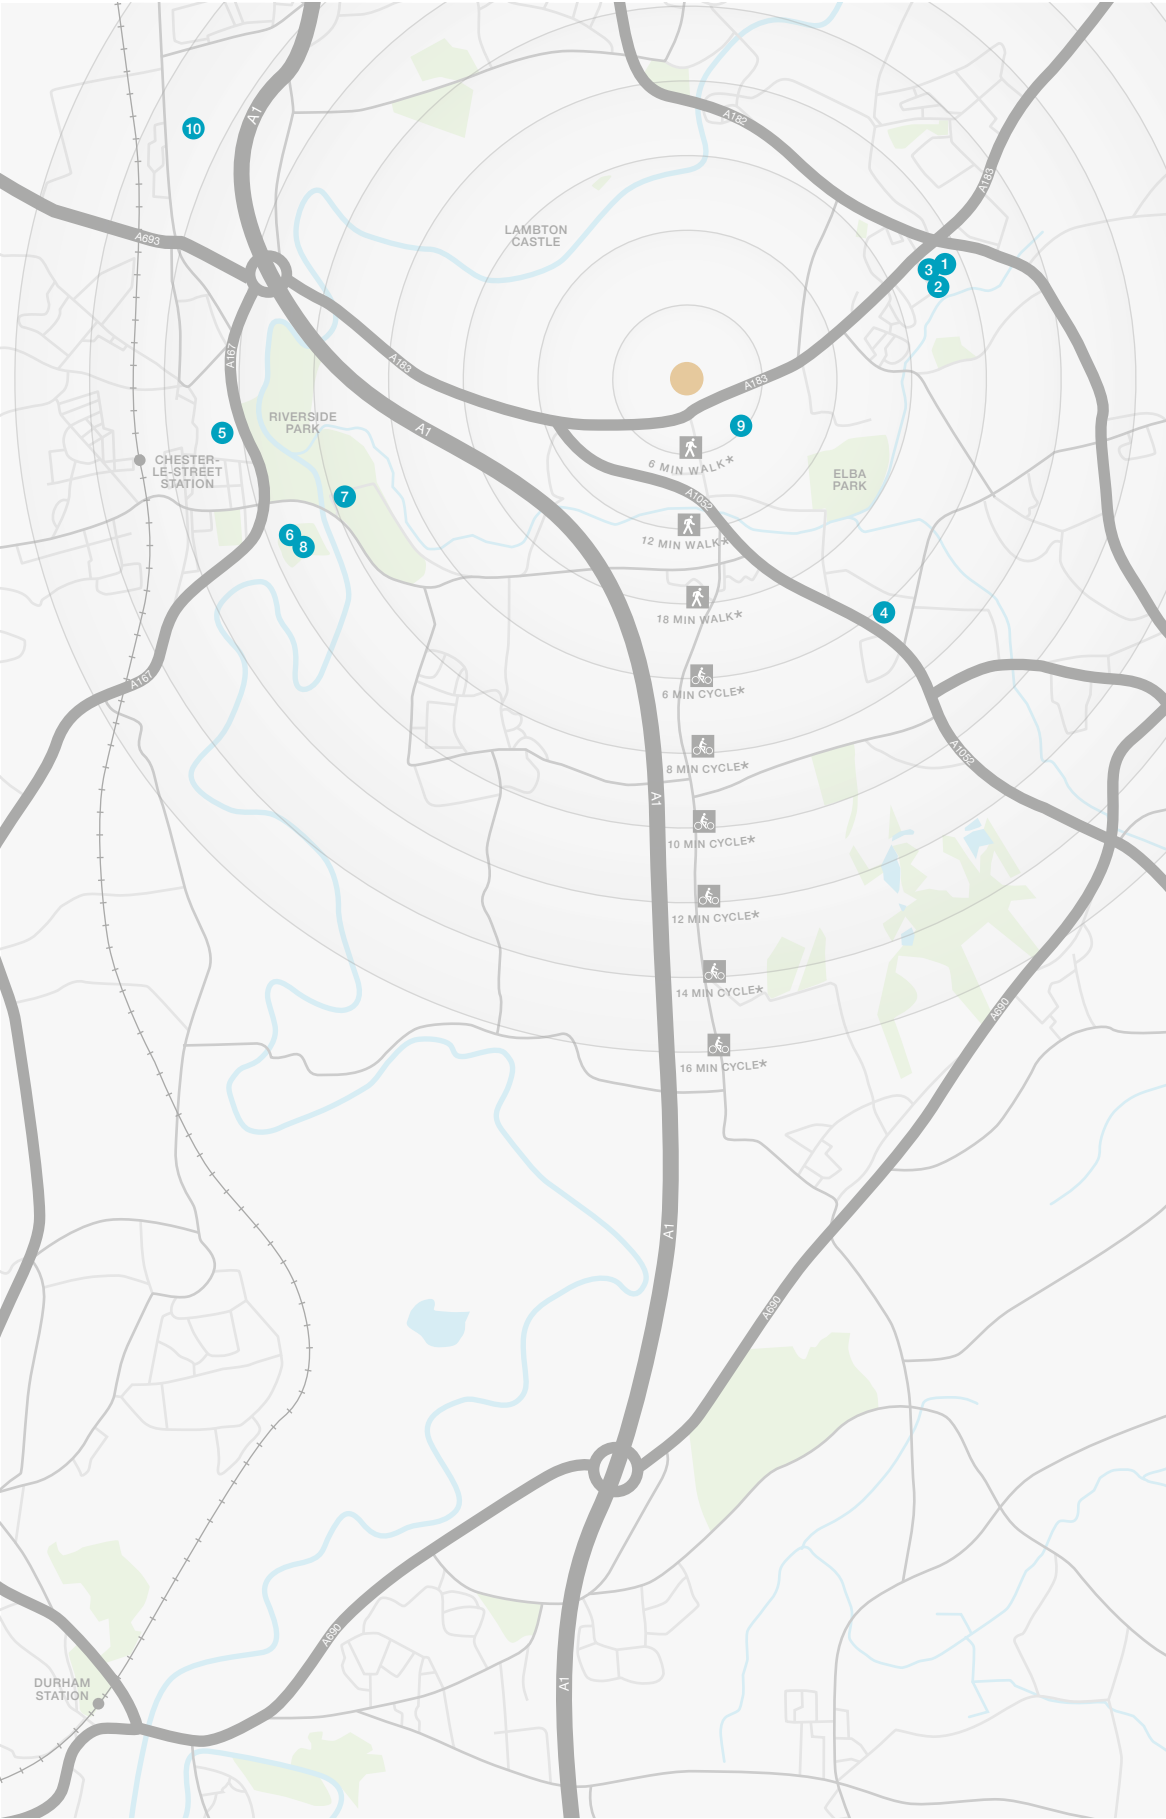 A1
10
A182
A183
A693
LAMBTON
CASTLE
1
3
2
A167
A183
A183
RIVERSIDE
PARK
A1
5
9
6 MIN WALK*
CHESTER-
LE-STREET
STATION
ELBA
PARK
7
A1052
6
8
12 MIN WALK*
18 MIN WALK*
4
A167
6 MIN CYCLE*
8 MIN CYCLE*
A1052
A1
10 MIN CYCLE*
12 MIN CYCLE*
14 MIN CYCLE*
A690
16 MIN CYCLE*
A1
A690
A690
DURHAM
STATION
A1